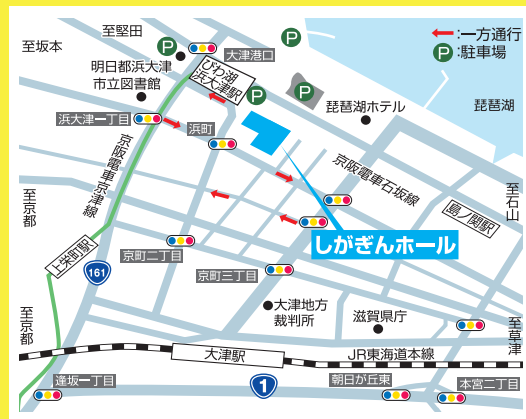 至堅田
至坂本
P
大津港口
P
:一方通行
P:駐車場
明日都浜大津
市立図書館
びわ湖
浜大津駅
P
P
琵琶湖ホテル
琵琶湖
浜大津一丁目
浜町
京阪電車京津線
京阪電車石坂線
至石山
至京都
島ノ関駅
しがぎんホール
上栄町駅
161
京町二丁目
京町三丁目
大津地方
裁判所
滋賀県庁
至京都
至草津
大津駅
JR東海道本線
逢坂一丁目
1
朝日が丘東
本宮二丁目